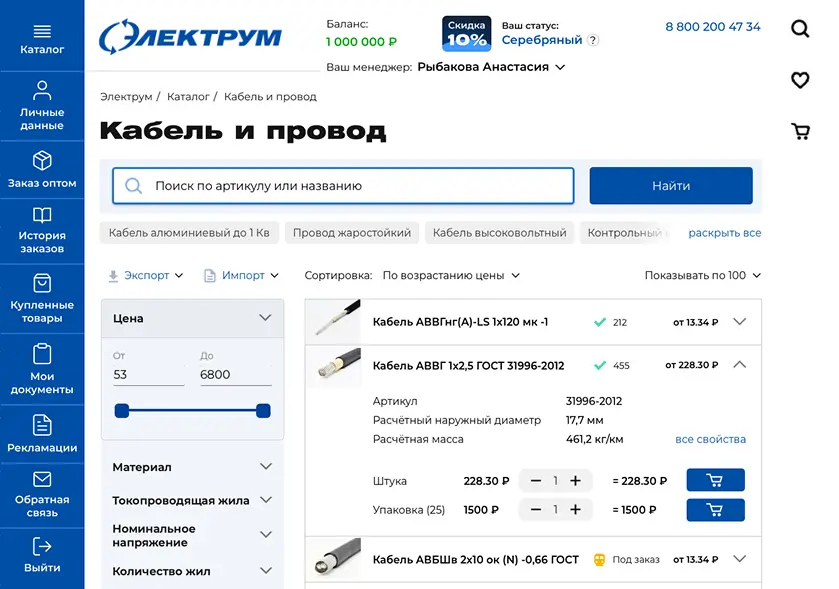 Каталог
Личные
данные
Заказ оптом
История
заказов
Купленные
товары
Мои
документы
Рекламации
Обратная
связь
Выйти
ЭЛЕКТРУМ
Баланс:
1 000 000 ₽
Скидка
10%
Ваш статус:
Серебряный ?
8 800 200 47 34
Ваш менеджер: Рыбакова Анастасия
Электрум / Каталог / Кабель и провод
Кабель и провод
Поиск по артикулу или названию
Найти
Кабель алюминиевый до 1 Кв
Провод жаростойкий
Кабель высоковольтный
Контрольный
раскрыть все
Экспорт
Импорт
Сортировка: По возрастанию цены
Показывать по 100
Цена
От
До
53
6800
Материал
Токопроводящая жила
Номинальное
напряжение
Количество жил
Кабель АВВГнг(А)-LS 1х120 мк -1 212 от 13.34 ₽
Кабель АВВГ 1х2,5 ГОСТ 31996-2012 455 от 228.30 ₽
Артикул 31996-2012
Расчётный наружный диаметр 17,7 мм
Расчётная масса 461,2 кг/км все свойства
Штука 228.30 ₽ − 1 + = 228.30 ₽
Упаковка (25) 1500 ₽ − 1 + = 1500 ₽
Кабель АВБШв 2х10 ок (N) -0,66 ГОСТ Под заказ от 13.34 ₽